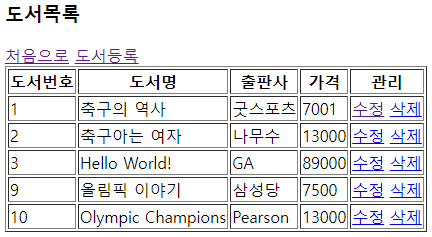 도서목록
처음으로 도서등록
도서번호 도서명 출판사 가격 관리
1 축구의 역사 굿스포츠 7001 수정 삭제
2 축구아는 여자 나무수 13000 수정 삭제
3 Hello World! GA 89000 수정 삭제
9 올림픽 이야기 삼성당 7500 수정 삭제
10 Olympic Champions Pearson 13000 수정 삭제